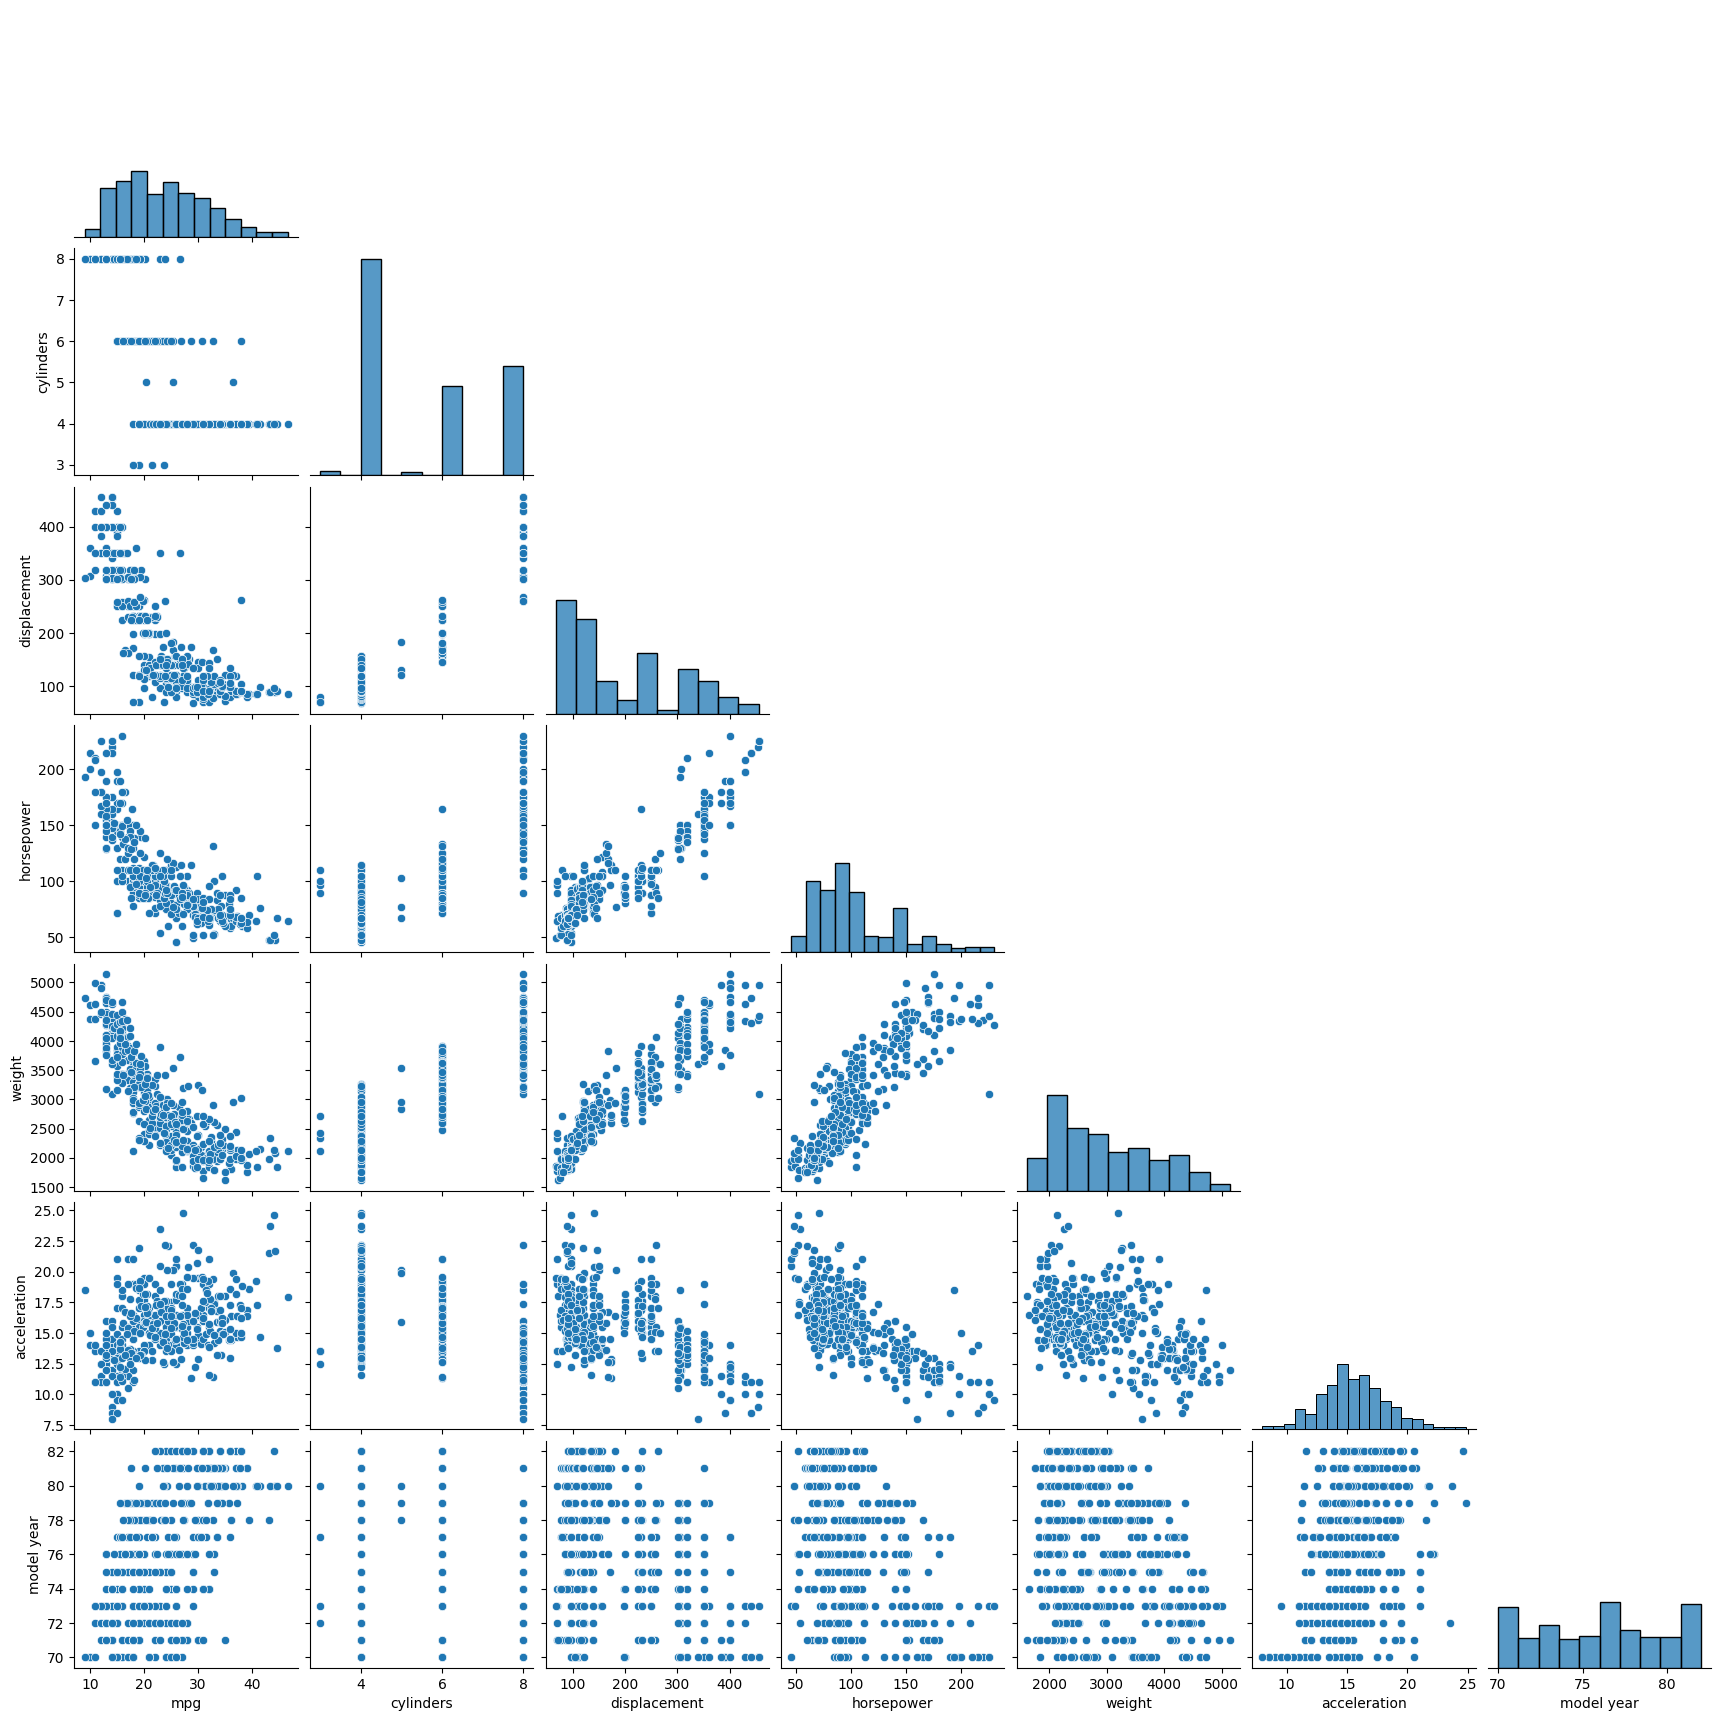 cylinders
8
7
6
5
4
3
displacement
400
300
200
100
horsepower
200
150
100
50
weight
5000
4500
4000
3500
3000
2500
2000
1500
acceleration
25.0
22.5
20.0
17.5
15.0
12.5
10.0
7.5
model year
82
80
78
76
74
72
70
10 20 30 40
4 6 8
100 200 300 400
50 100 150 200
2000 3000 4000 5000
10 15 20 25
70 75 80
mpg cylinders displacement horsepower weight acceleration model year